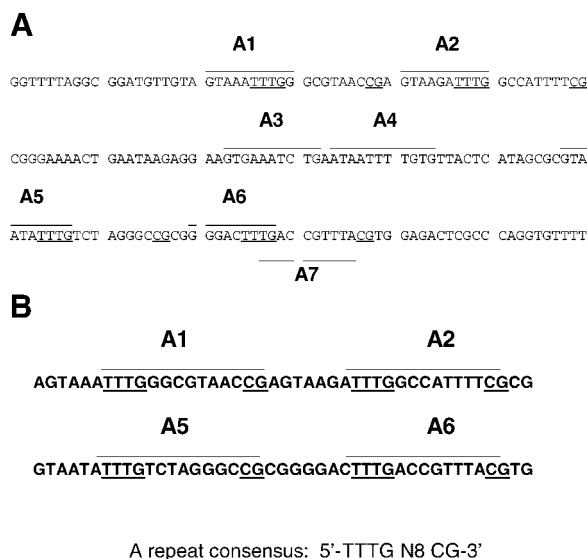 A
A1 A2
GGTTTTAGGC GGATGTTGTA GTAAATTTGG GCGTAACCGA GTAAGATTTG GCCATTTTCG
A3 A4
CGGGAAAACT GAATAAGAGG AAGTGAAATC TGAATAATTT TGTGTTACTC ATAGCGCGTA
A5 A6
ATATTTGTCT AGGGCCGCGG GGACTTTGAC CGTTTACGTG GAGACTCGCC CAGGTGTTTT
A7
B
A1 A2
AGTAAATTTGGGCGTAACCGAGTAAGATTTGGCCATTTTCGCG
A5 A6
GTAATATTTGTCTAGGGCCGCGGGGACTTTGACCGTTTACGTG
A repeat consensus: 5'-TTTG N8 CG-3'